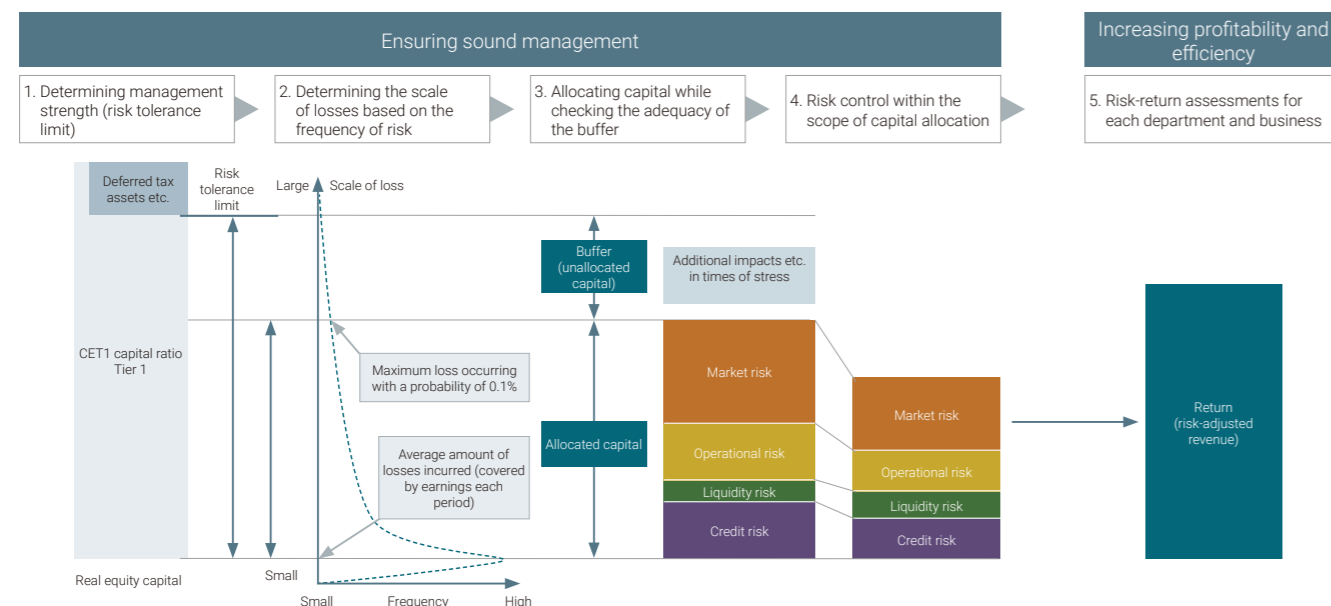 Ensuring sound management
Increasing profitability and
efficiency
1. Determining management
strength (risk tolerance
limit)
2. Determining the scale
of losses based on the
frequency of risk
3. Allocating capital while
checking the adequacy of
the buffer
4. Risk control within the
scope of capital allocation
5. Risk-return assessments for
each department and business
Deferred tax
assets etc.
Risk
tolerance
limit
Large
Scale of loss
Buffer
(unallocated
capital)
Additional impacts etc.
in times of stress
CET1 capital ratio
Tier 1
Maximum loss occurring
with a probability of 0.1%
Market risk
Market risk
Return
(risk-adjusted
revenue)
Average amount of
losses incurred (covered
by earnings each
period)
Allocated capital
Operational risk
Operational risk
Liquidity risk
Liquidity risk
Credit risk
Credit risk
Real equity capital
Small
Small
Frequency
High